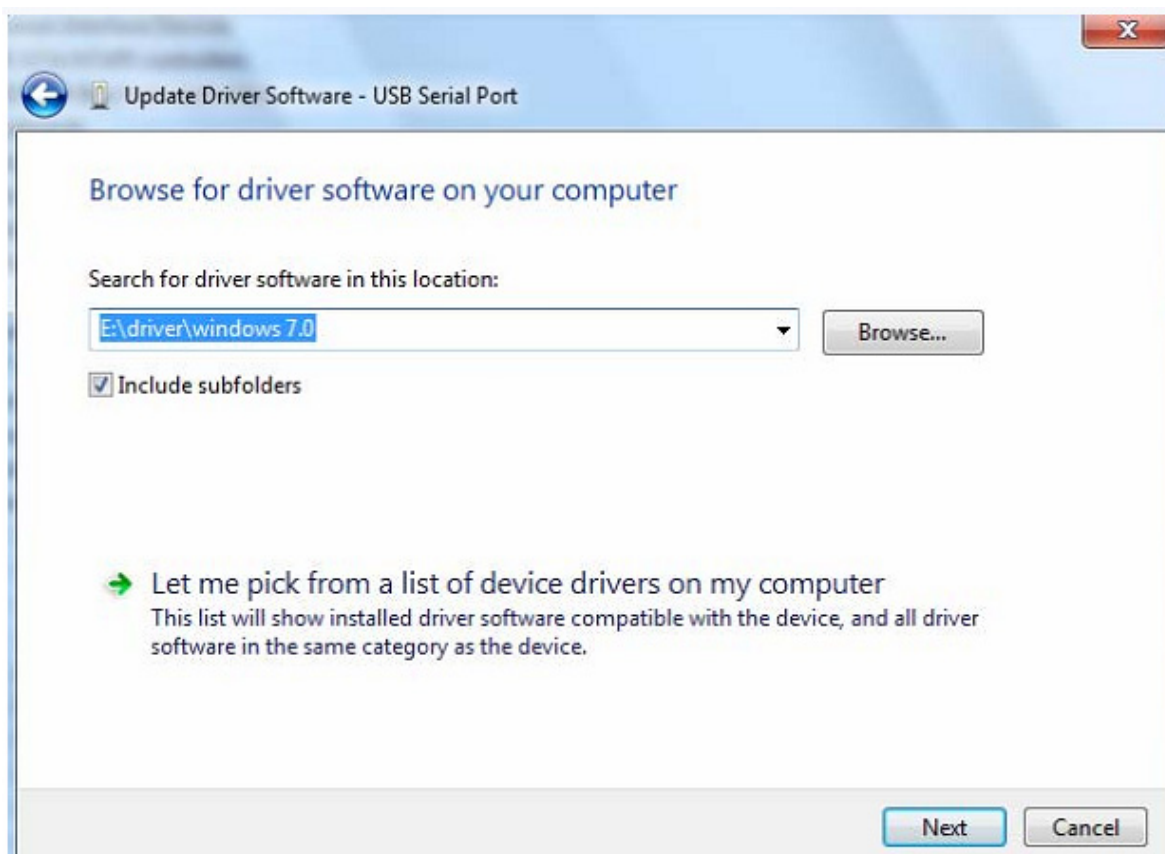 Update Driver Software - USB Serial Port
Browse for driver software on your computer
Search for driver software in this location:
E:\driver\windows 7.0
Browse...
Include subfolders
Let me pick from a list of device drivers on my computer
This list will show installed driver software compatible with the device, and all driver
software in the same category as the device.
Next
Cancel